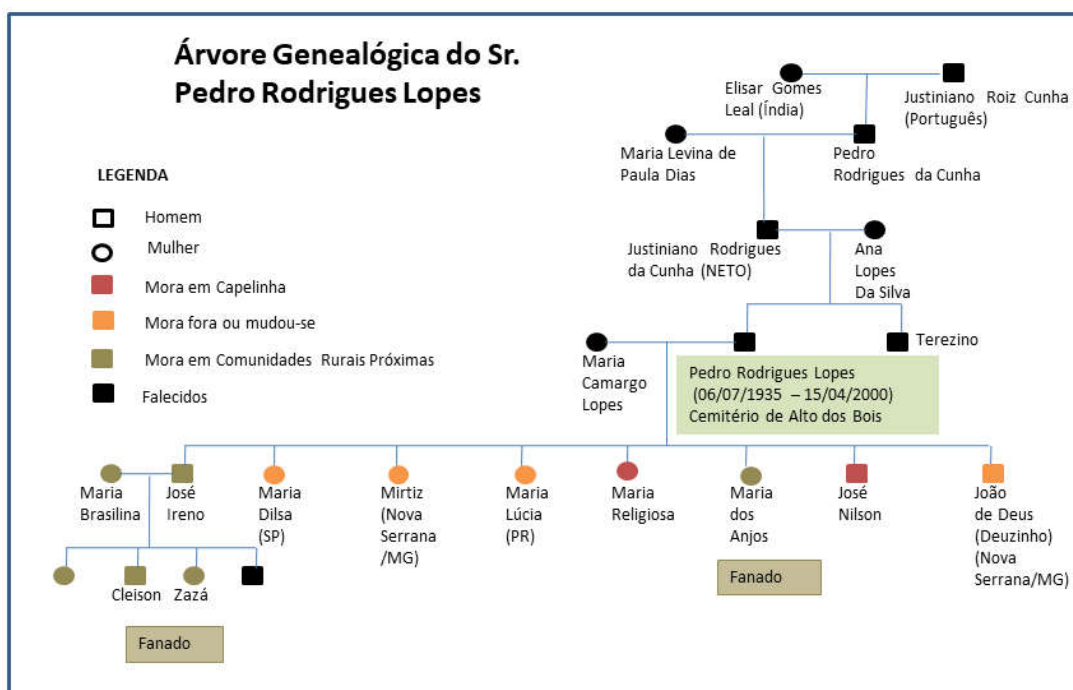 Árvore Genealógica do Sr.
Pedro Rodrigues Lopes
Elisar Gomes
Leal (Índia)
Justiniano Roiz Cunha
(Português)
Maria Levina de
Paula Dias
Pedro
Rodrigues da Cunha
LEGENDA
Homem
Mulher
Mora em Capelinha
Mora fora ou mudou-se
Mora em Comunidades Rurais Próximas
Falecidos
Justiniano Rodrigues
da Cunha (NETO)
Ana
Lopes
Da Silva
Maria
Camargo
Lopes
Terezino
Pedro Rodrigues Lopes
(06/07/1935 – 15/04/2000)
Cemitério de Alto dos Bois
Maria
Brasilina
José
Ireno
Maria
Dilsa
(SP)
Mirtiz
(Nova
Serrana
/MG)
Maria
Lúcia
(PR)
Maria
Religiosa
Maria
dos
Anjos
José
Nilson
João
de Deus
(Deuzinho)
(Nova
Serrana/MG)
Cleison
Zazá
Fanado
Fanado